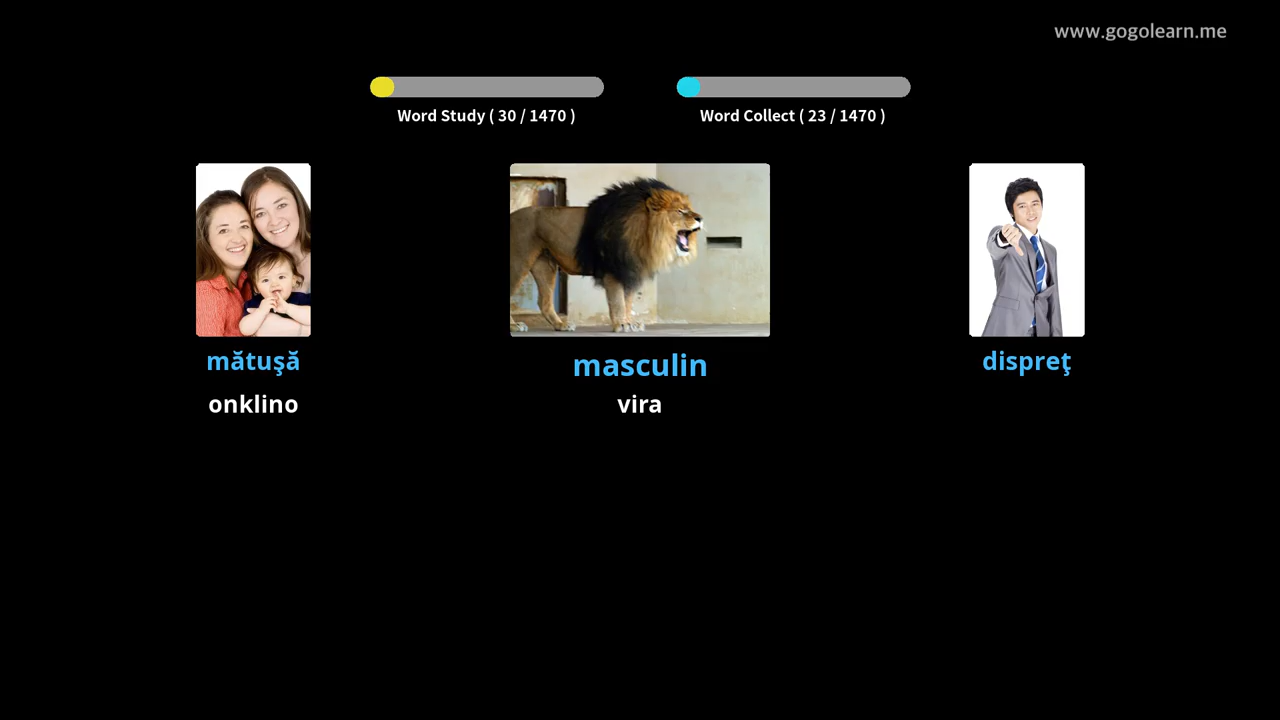 www.gogolearn.me
Word Study ( 30 / 1470 )
Word Collect ( 23 / 1470 )
mătuşă
masculin
dispreţ
onklino
vira